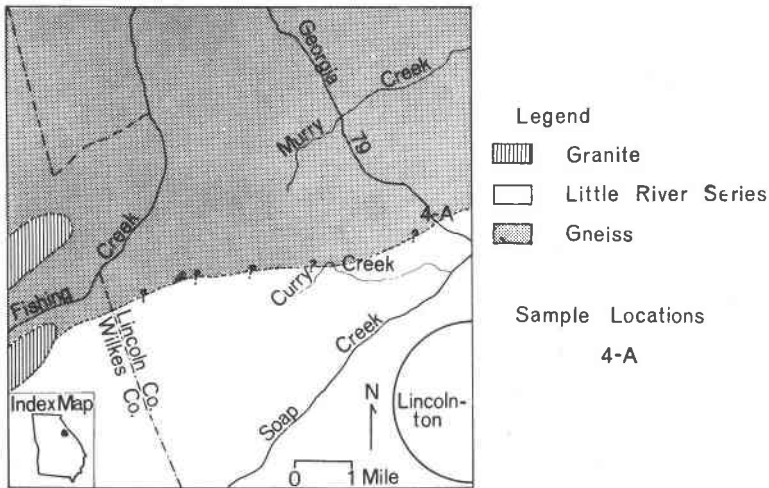 Georgia
79
Murry Creek
4-A
Fishing Creek
Curry Creek
Lincoln Co.
Wilkes Co.
Soap Creek
Index Map
N
0 1 Mile
Lincoln-
ton
Legend
Granite
Little River Series
Gneiss
Sample Locations
4-A